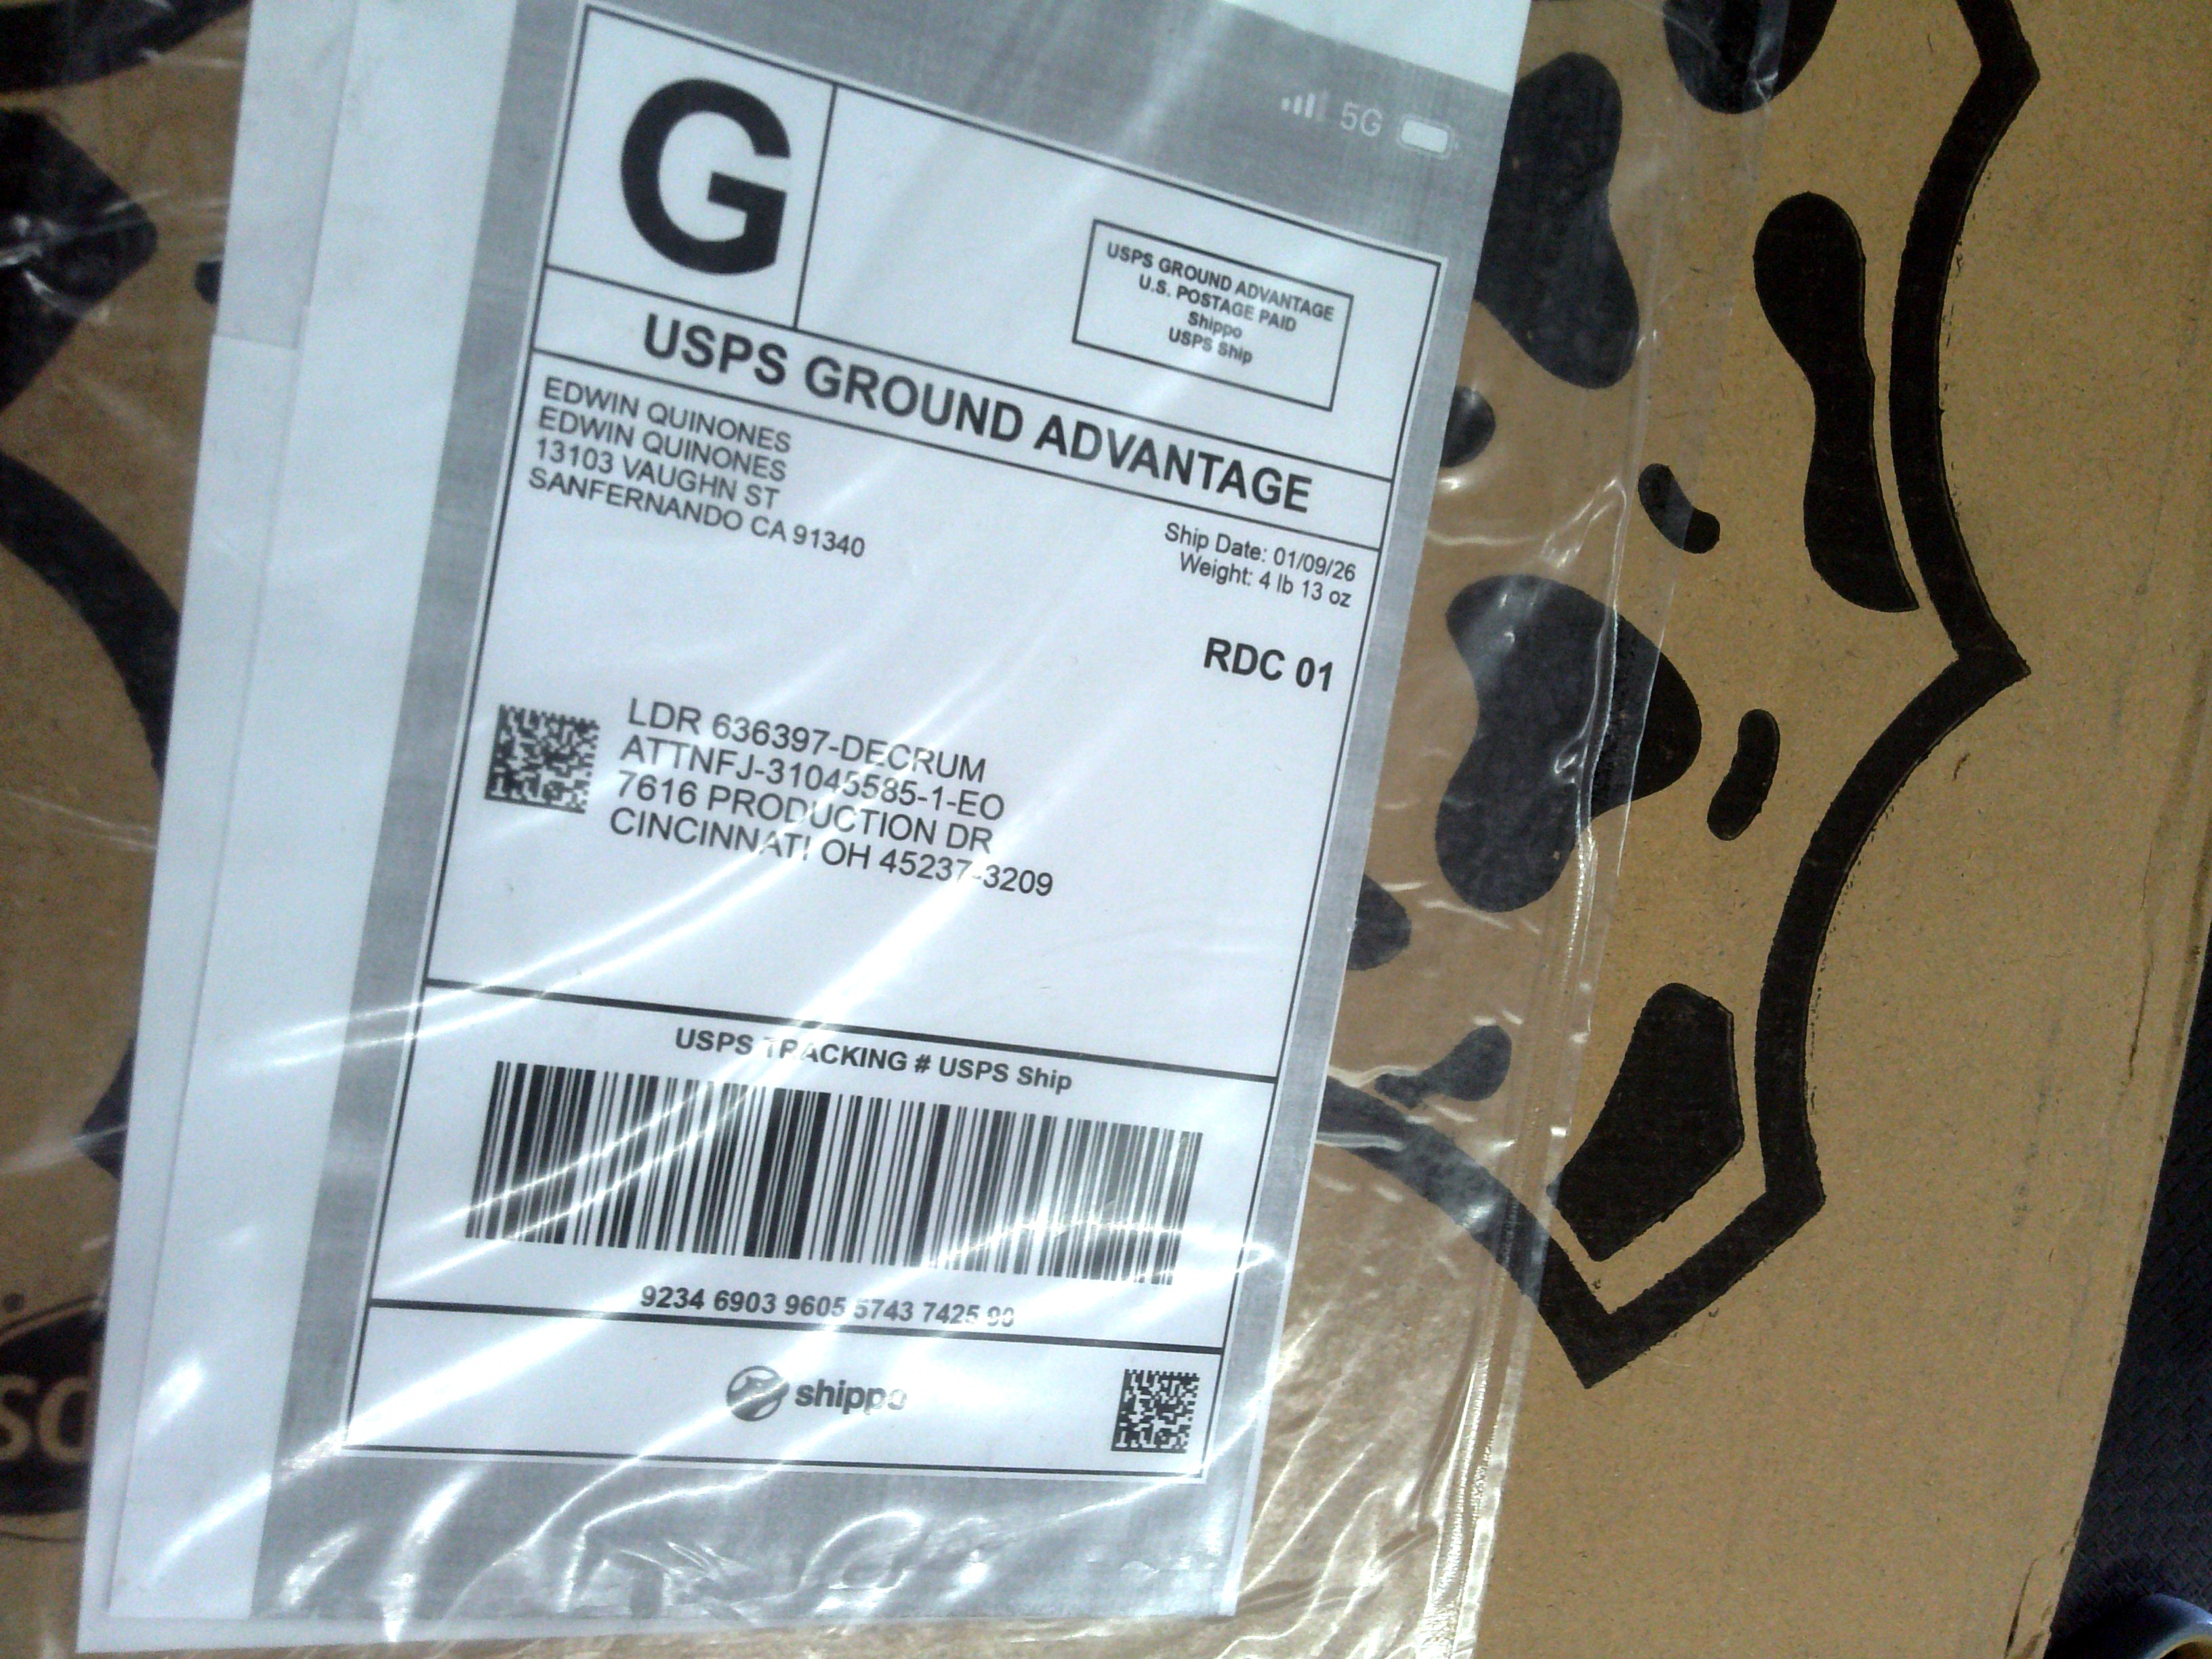 5G
G
USPS GROUND ADVANTAGE
U.S. POSTAGE PAID
Shippo
USPS Ship
USPS GROUND ADVANTAGE
EDWIN QUINONES
EDWIN QUINONES
13103 VAUGHN ST
SANFERNANDO CA 91340
Ship Date: 01/09/26
Weight: 4 lb 13 oz
RDC 01
LDR 636397-DECRUM
ATTNFJ-31045585-1-EO
7616 PRODUCTION DR
CINCINNATI OH 45237-3209
USPS TRACKING # USPS Ship
9234 6903 9605 5743 7425 90
shippo